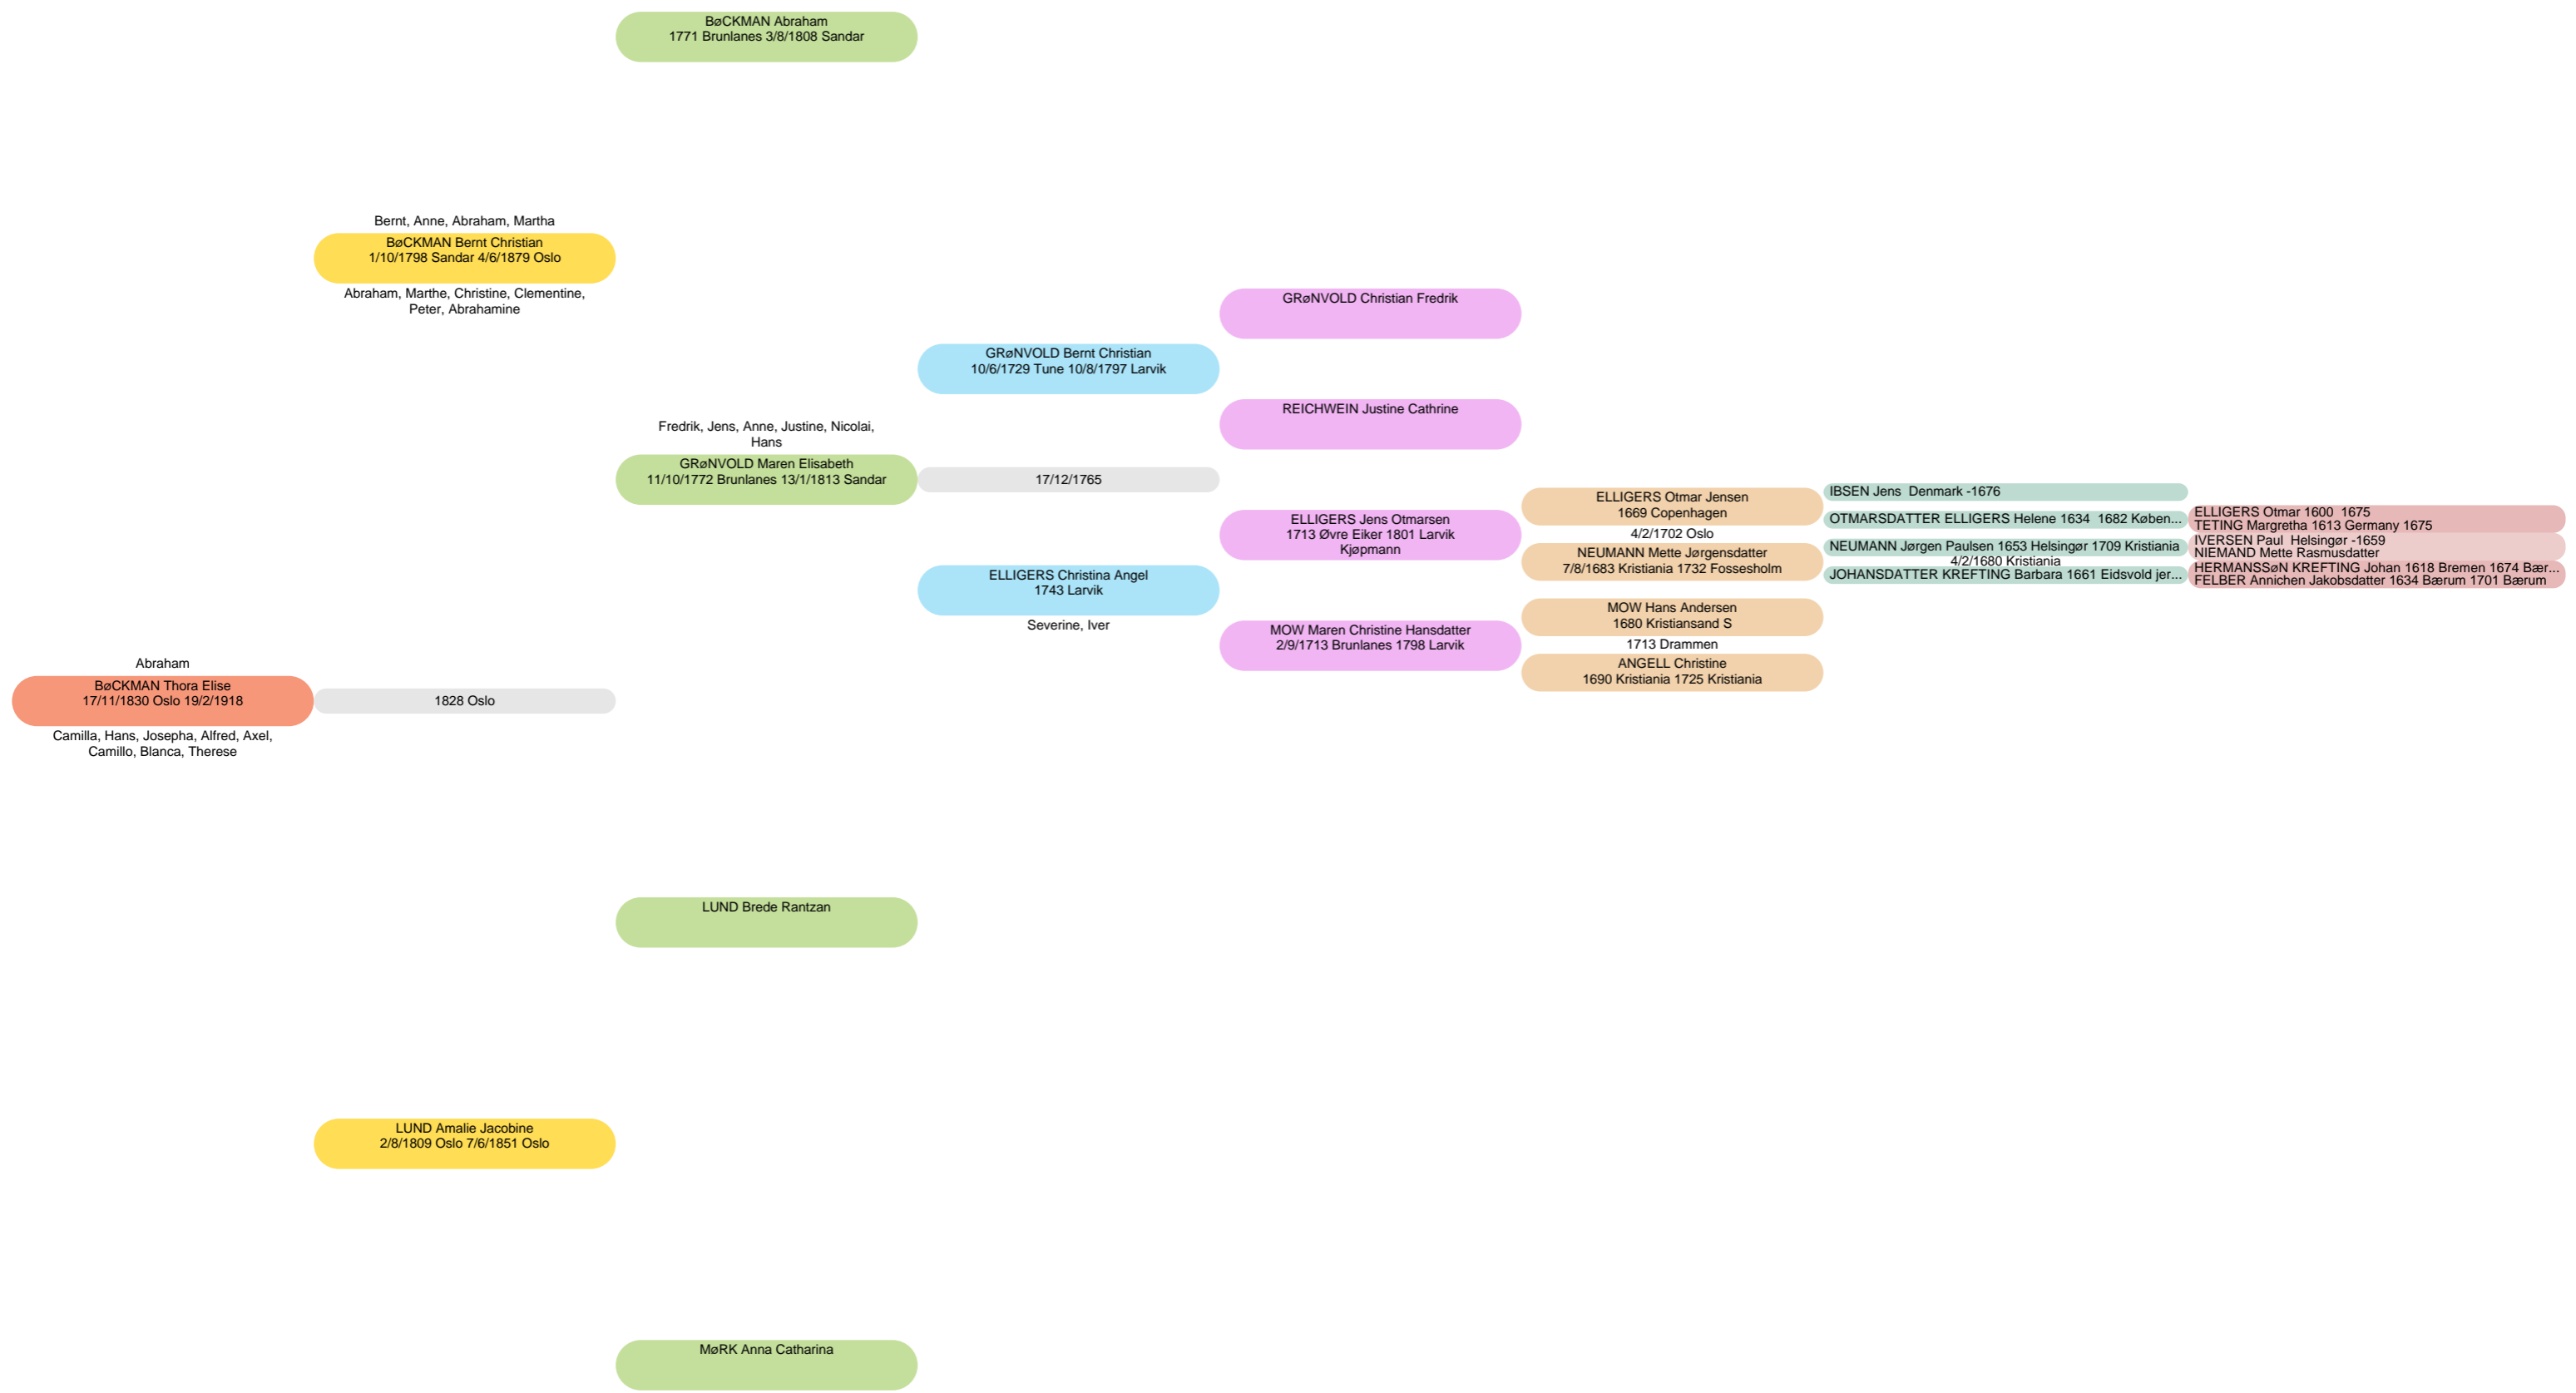 BøCKMAN Abraham
1771 Brunlanes 3/8/1808 Sandar
Bernt, Anne, Abraham, Martha
BøCKMAN Bernt Christian
1/10/1798 Sandar 4/6/1879 Oslo
Abraham, Marthe, Christine, Clementine,
Peter, Abrahamine
GRøNVOLD Christian Fredrik
GRøNVOLD Bernt Christian
10/6/1729 Tune 10/8/1797 Larvik
REICHWEIN Justine Cathrine
Fredrik, Jens, Anne, Justine, Nicolai,
Hans
GRøNVOLD Maren Elisabeth
11/10/1772 Brunlanes 13/1/1813 Sandar
17/12/1765
ELLIGERS Jens Otmarsen
1713 Øvre Eiker 1801 Larvik
Kjøpmann
ELLIGERS Otmar Jensen
1669 Copenhagen
4/2/1702 Oslo
NEUMANN Mette Jørgensdatter
7/8/1683 Kristiania 1732 Fossesholm
IBSEN Jens  Denmark -1676
OTMARSDATTER ELLIGERS Helene 1634  1682 Køben...
NEUMANN Jørgen Paulsen 1653 Helsingør 1709 Kristiania
4/2/1680 Kristiania
JOHANSDATTER KREFTING Barbara 1661 Eidsvold jer...
ELLIGERS Otmar 1600  1675
TETING Margretha 1613 Germany 1675
IVERSEN Paul  Helsingør -1659
NIEMAND Mette Rasmusdatter
HERMANSSøN KREFTING Johan 1618 Bremen 1674 Bær...
FELBER Annichen Jakobsdatter 1634 Bærum 1701 Bærum
ELLIGERS Christina Angel
1743 Larvik
Severine, Iver
MOW Maren Christine Hansdatter
2/9/1713 Brunlanes 1798 Larvik
MOW Hans Andersen
1680 Kristiansand S
1713 Drammen
ANGELL Christine
1690 Kristiania 1725 Kristiania
Abraham
BøCKMAN Thora Elise
17/11/1830 Oslo 19/2/1918
Camilla, Hans, Josepha, Alfred, Axel,
Camillo, Blanca, Therese
1828 Oslo
LUND Brede Rantzan
LUND Amalie Jacobine
2/8/1809 Oslo 7/6/1851 Oslo
MøRK Anna Catharina